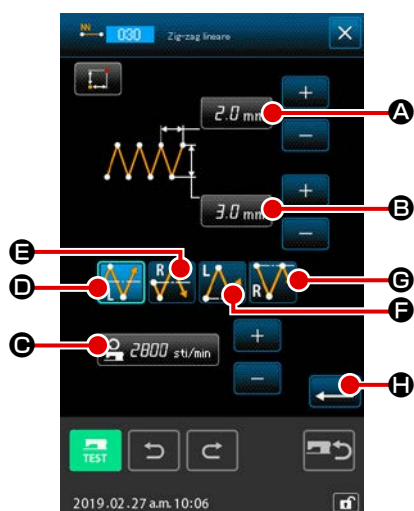 030 Zig-zag lineare
2.0 mm
A
3.0 mm
B
E
L R L R
G
D
F
C
2800 sti/min
H
TEST
2019.02.27 a.m. 10:06